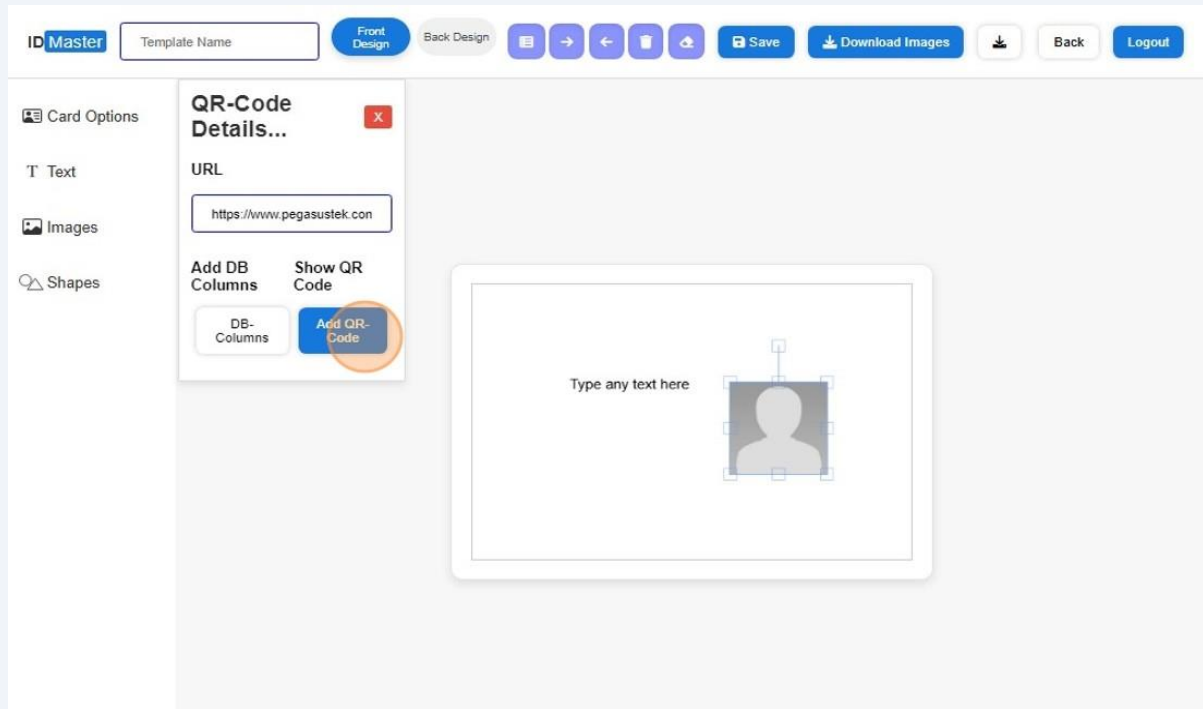 ID Master
Template Name
Front
Design
Back Design
Save
Download Images
Back
Logout
Card Options
T Text
Images
Shapes
QR-Code
Details...
X
URL
https://www.pegasustek.con
Add DB
Columns
Show QR
Code
DB-
Columns
Add QR-
Code
Type any text here